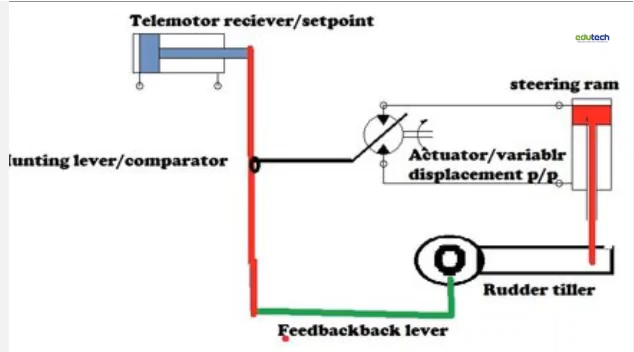 Telemotor reciever/setpoint
edutech
steering ram
unting lever/comparator
Actuator/variablr
displacement p/p
Rudder tiller
Feedbackback lever